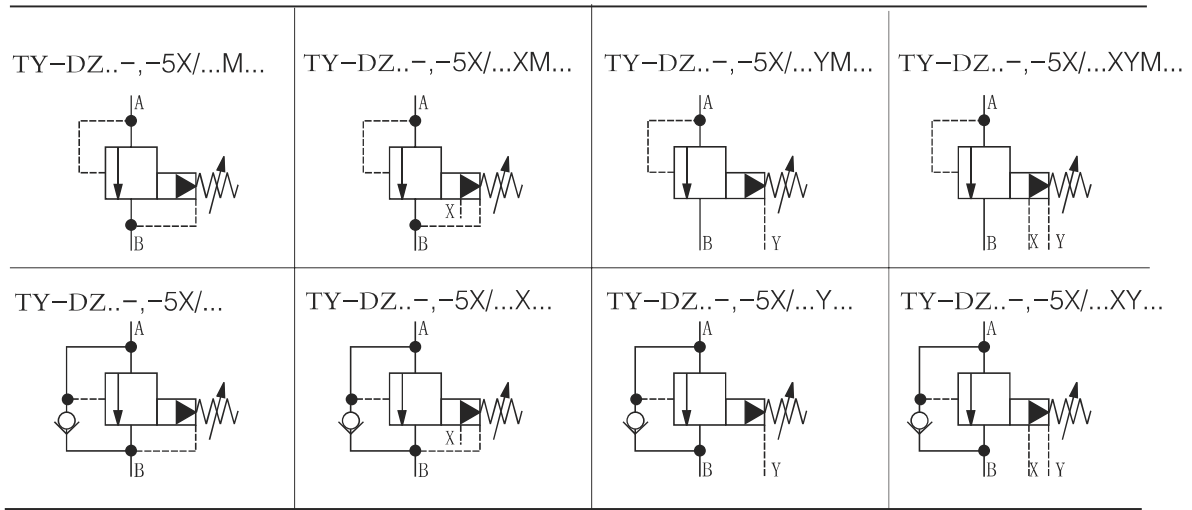 TY-DZ..-,-5X/...M...
TY-DZ..-,-5X/...XM...
TY-DZ..-,-5X/...YM...
TY-DZ..-,-5X/...XYM...
A
A
A
A
X
B
B
B
Y
B
X
Y
TY-DZ..-,-5X/...
TY-DZ..-,-5X/...X...
TY-DZ..-,-5X/...Y...
TY-DZ..-,-5X/...XY...
A
A
A
A
X
B
B
B
Y
B
X
Y